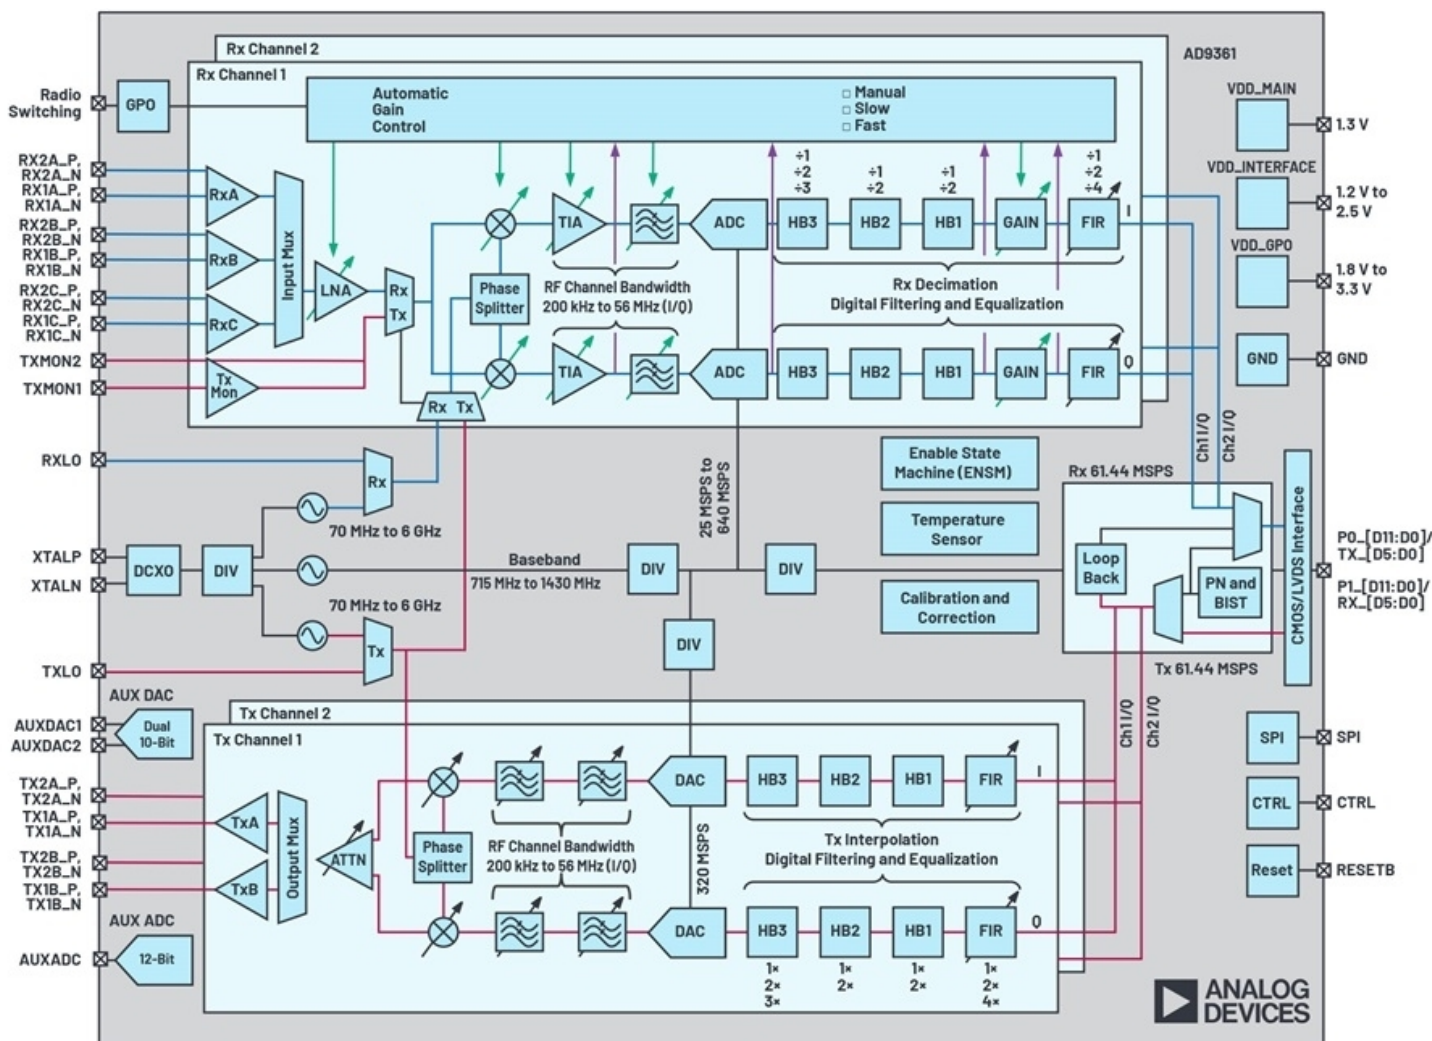 Rx Channel 2
AD9361
Rx Channel 1
Radio
Switching
GPO
Automatic
Gain
Control
□ Manual
□ Slow
□ Fast
VDD_MAIN
1.3 V
RX2A_P,
RX2A_N
RX1A_P,
RX1A_N
RX2B_P,
RX2B_N
RX1B_P,
RX1B_N
RX2C_P,
RX2C_N
RX1C_P,
RX1C_N
TXMON2
TXMON1
RxA
RxB
RxC
Tx
Mon
Input Mux
LNA
Rx
Tx
Phase
Splitter
TIA
ADC
÷1
÷2
÷3
HB3
÷1
÷2
HB2
÷1
÷2
HB1
GAIN
÷1
÷2
÷4
FIR
I
RF Channel Bandwidth
200 kHz to 56 MHz (I/Q)
Rx Decimation
Digital Filtering and Equalization
TIA
ADC
HB3
HB2
HB1
GAIN
FIR
Q
Rx Tx
VDD_INTERFACE
1.2 V to
2.5 V
VDD_GPO
1.8 V to
3.3 V
GND
GND
Ch1 I/Q
Ch2 I/Q
RXLO
Rx
70 MHz to 6 GHz
XTALP
XTALN
DCXO
DIV
Baseband
715 MHz to 1430 MHz
DIV
25 MSPS to
640 MSPS
DIV
DIV
70 MHz to 6 GHz
Tx
TXLO
Enable State
Machine (ENSM)
Temperature
Sensor
Calibration and
Correction
Rx 61.44 MSPS
Loop
Back
PN and
BIST
Tx 61.44 MSPS
CMOS/LVDS Interface
P0_[D11:D0]/
TX_[D5:D0]
P1_[D11:D0]/
RX_[D5:D0]
AUX DAC
AUXDAC1
AUXDAC2
Dual
10-Bit
Tx Channel 2
Tx Channel 1
TX2A_P,
TX2A_N
TX1A_P,
TX1A_N
TX2B_P,
TX2B_N
TX1B_P,
TX1B_N
TxA
TxB
Output Mux
ATTN
Phase
Splitter
RF Channel Bandwidth
200 kHz to 56 MHz (I/Q)
DAC
320 MSPS
DAC
HB3
HB2
HB1
FIR
I
Tx Interpolation
Digital Filtering and Equalization
HB3
HB2
HB1
FIR
Q
1×
2×
3×
1×
2×
1×
2×
1×
2×
4×
Ch1 I/Q
Ch2 I/Q
AUX ADC
AUXADC
12-Bit
SPI
SPI
CTRL
CTRL
Reset
RESETB
ANALOG
DEVICES